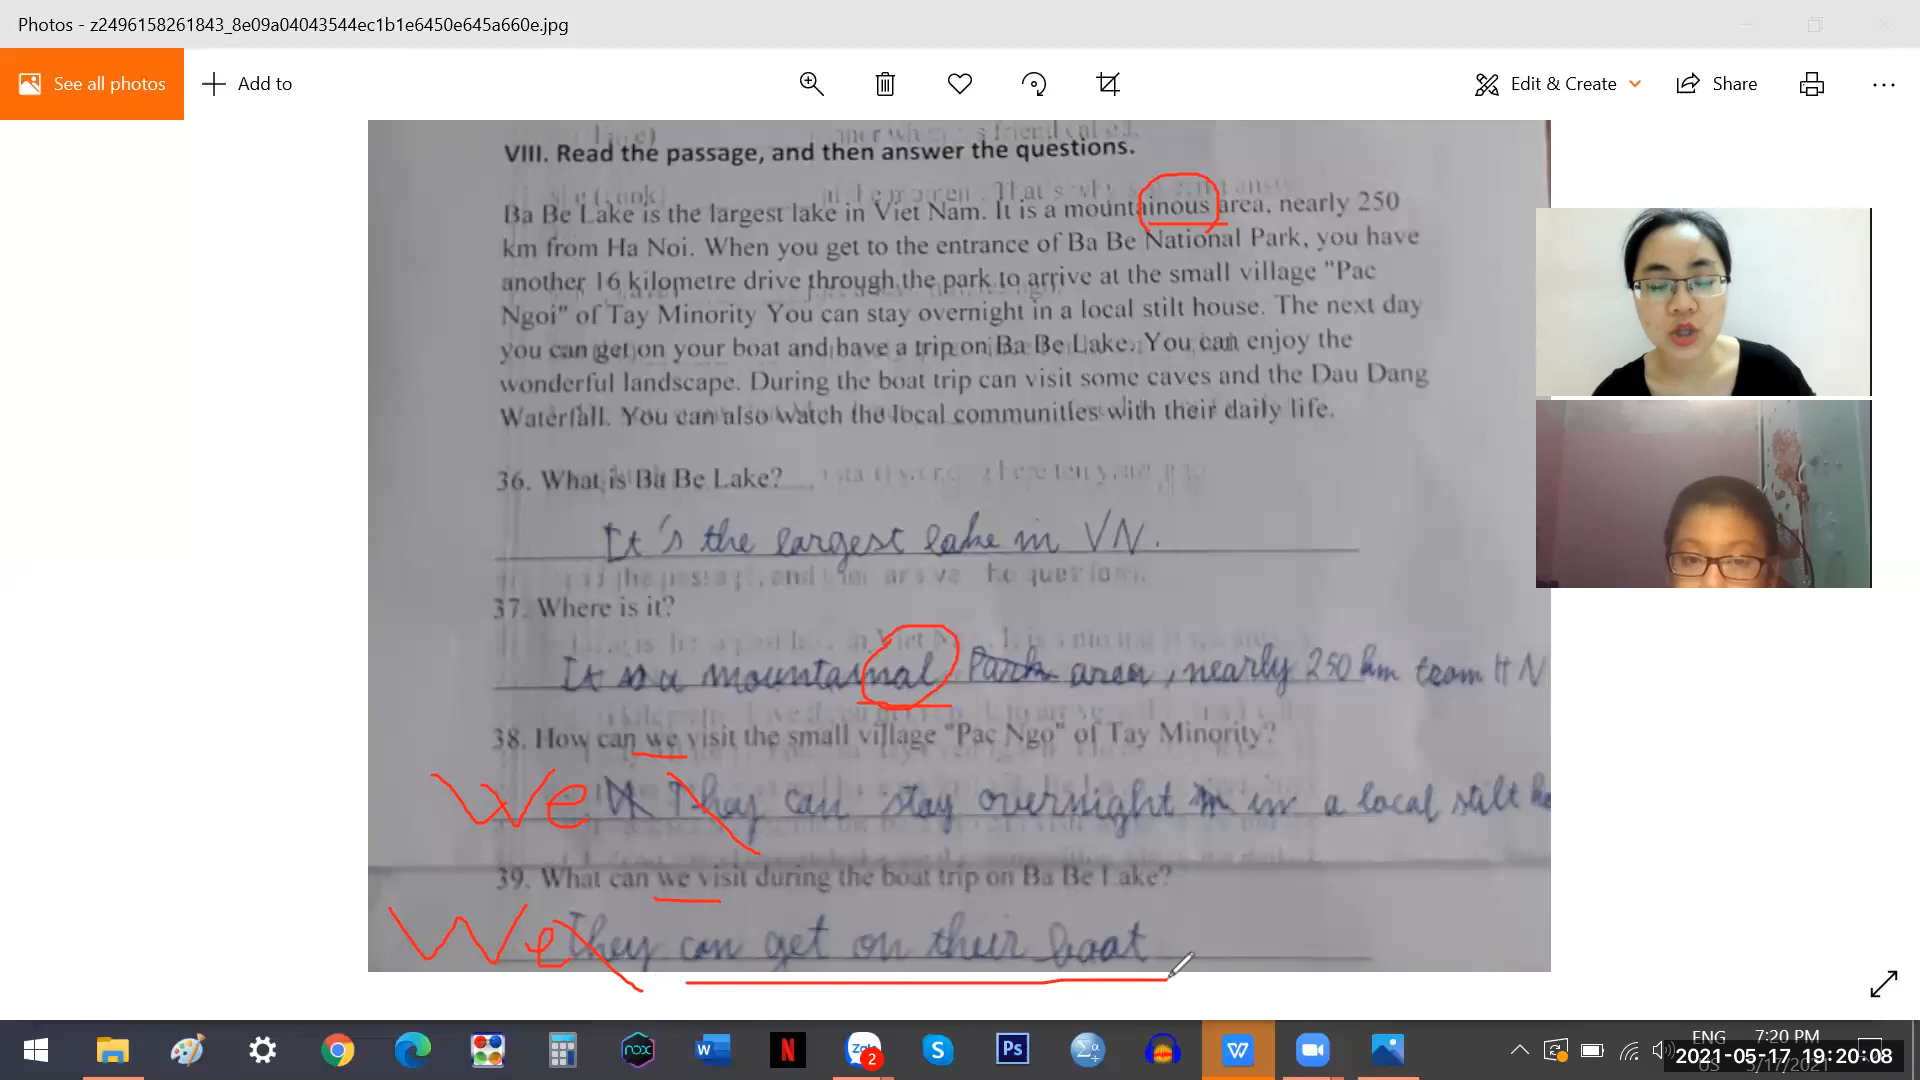 Photos - z2496158261843_8e09a04043544ec1b1e6450e645a660e.jpg
See all photos
Add to
Edit & Create
Share
VIII. Read the passage, and then answer the questions.
Ba Be Lake is the largest lake in Viet Nam. It is a mountainous area, nearly 250
km from Ha Noi. When you get to the entrance of Ba Be National Park, you have
another 16 kilometre drive through the park to arrive at the small village "Pac
Ngoi" of Tay Minority You can stay overnight in a local stilt house. The next day
you can get on your boat and have a trip on Ba Be Lake. You can enjoy the
wonderful landscape. During the boat trip can visit some caves and the Dau Dang
Waterfall. You can also watch the local communities with their daily life.
36. What is Ba Be Lake?
It's the largest lake in VN.
37. Where is it?
It is a mountainal Park area, nearly 250 km from HN
38. How can we visit the small village "Pac Ngo" of Tay Minority?
We They can stay overnight in a local stilt ho
39. What can we visit during the boat trip on Ba Be Lake?
We They can get on their boat
nox
W
N
Zalo
2
S
Ps
Σα
W
ENG
7:20 PM
2021-05-17 19:20:08